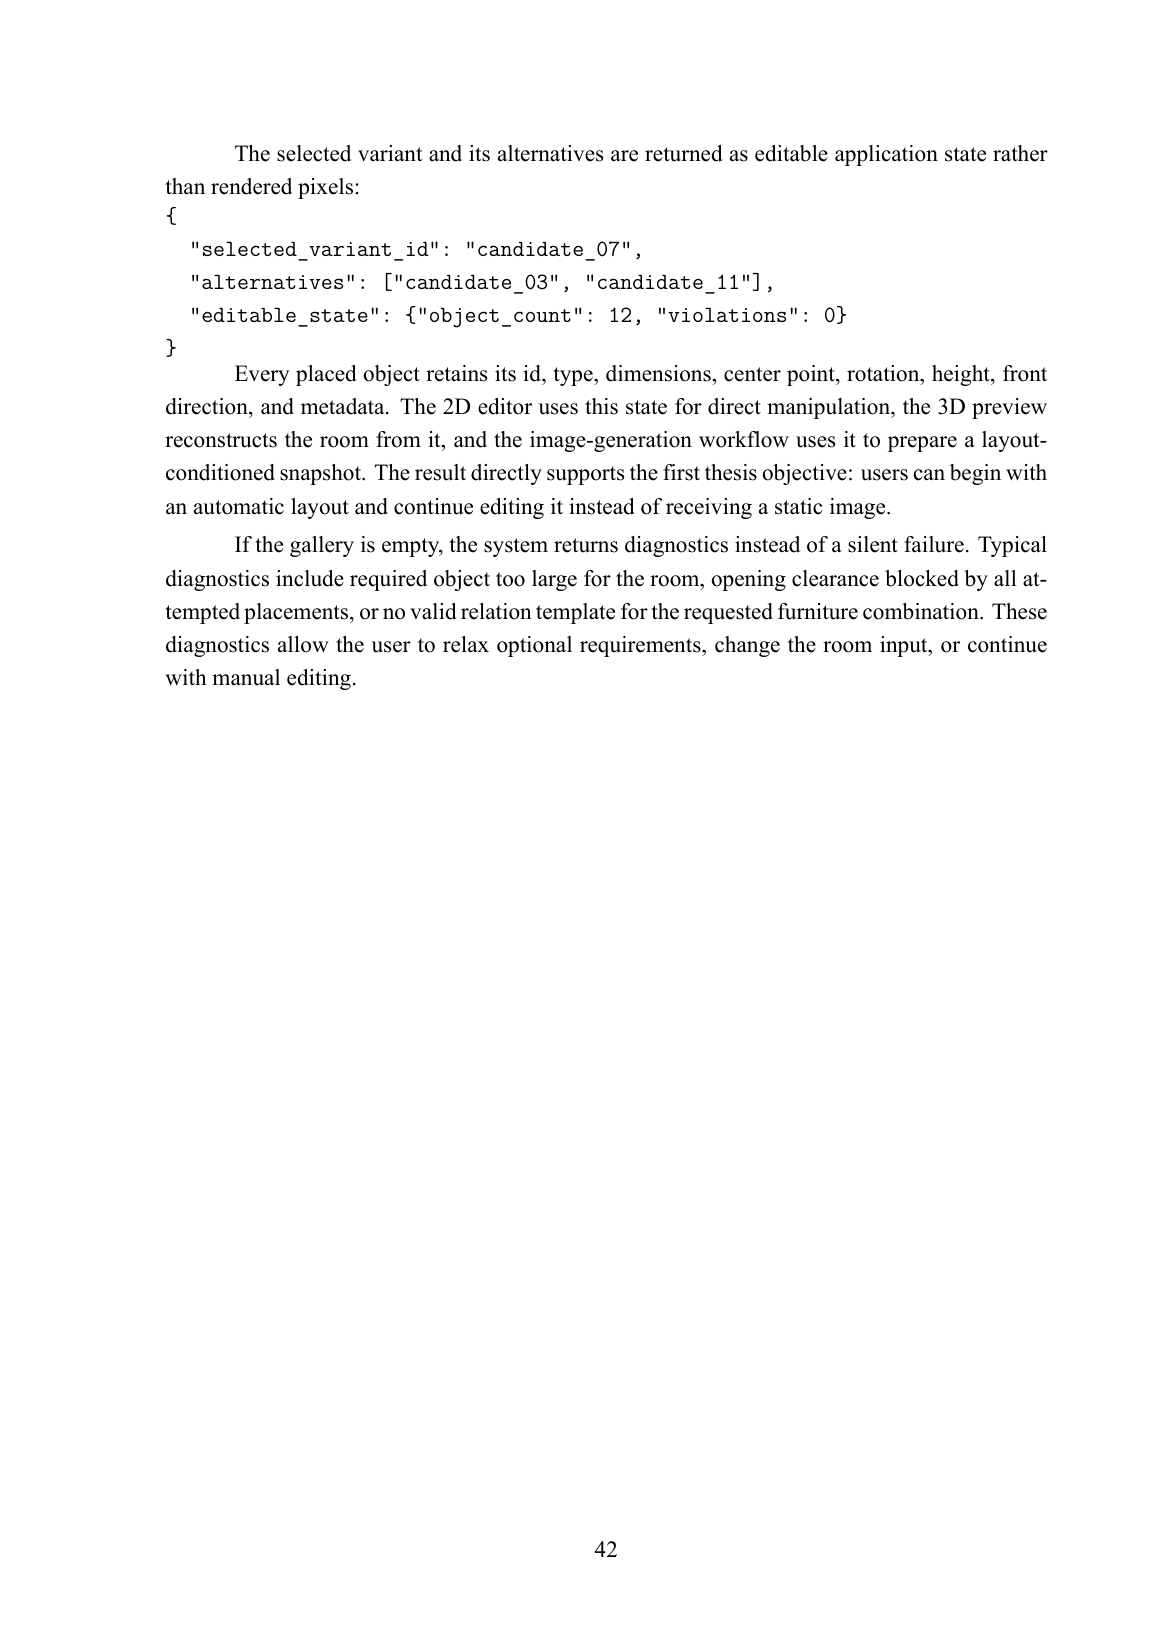 The selected variant and its alternatives are returned as editable application state rather
than rendered pixels:
{
  "selected_variant_id": "candidate_07",
  "alternatives": ["candidate_03", "candidate_11"],
  "editable_state": {"object_count": 12, "violations": 0}
}
Every placed object retains its id, type, dimensions, center point, rotation, height, front
direction, and metadata. The 2D editor uses this state for direct manipulation, the 3D preview
reconstructs the room from it, and the image-generation workflow uses it to prepare a layout-
conditioned snapshot. The result directly supports the first thesis objective: users can begin with
an automatic layout and continue editing it instead of receiving a static image.
If the gallery is empty, the system returns diagnostics instead of a silent failure. Typical
diagnostics include required object too large for the room, opening clearance blocked by all at-
tempted placements, or no valid relation template for the requested furniture combination. These
diagnostics allow the user to relax optional requirements, change the room input, or continue
with manual editing.
42